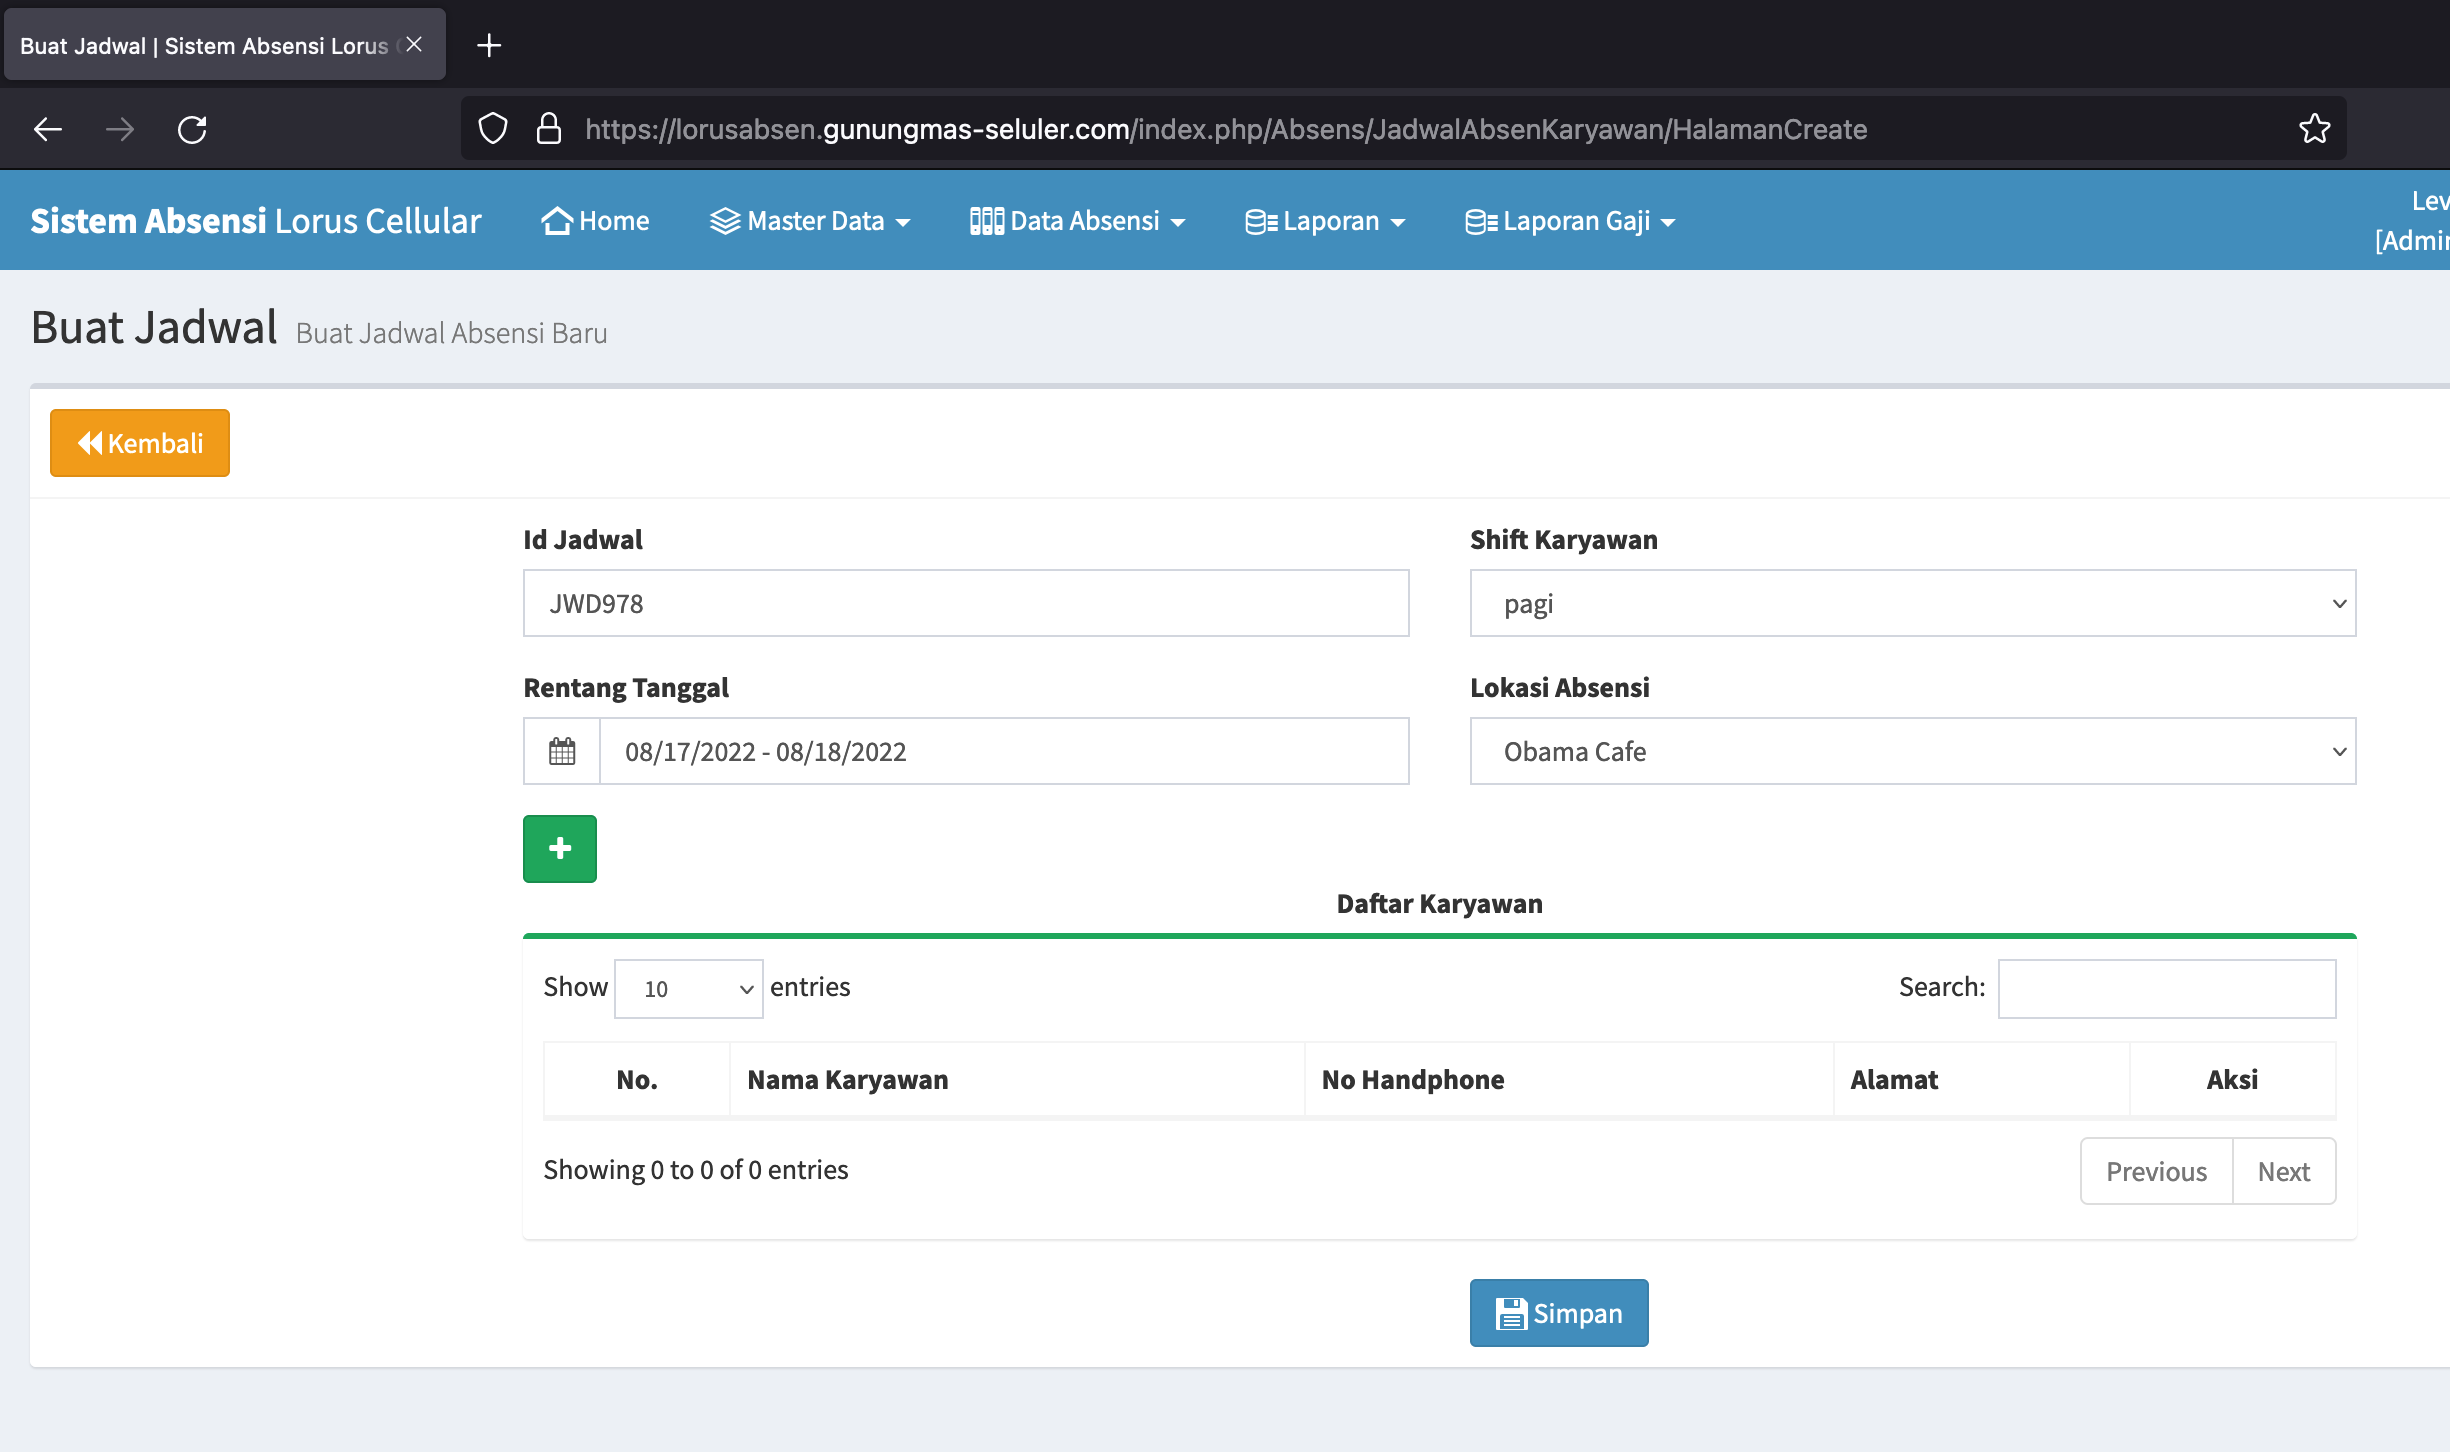 Buat Jadwal | Sistem Absensi Lorus
https://lorusabsen.gunungmas-seluler.com/index.php/Absens/JadwalAbsenKaryawan/HalamanCreate
Sistem Absensi Lorus Cellular
Home
Master Data
Data Absensi
Laporan
Laporan Gaji
Lev
[Admin
Buat Jadwal Buat Jadwal Absensi Baru
Kembali
Id Jadwal
Shift Karyawan
JWD978
pagi
Rentang Tanggal
Lokasi Absensi
08/17/2022 - 08/18/2022
Obama Cafe
Daftar Karyawan
Show 10 entries
Search:
No. Nama Karyawan No Handphone Alamat Aksi
Showing 0 to 0 of 0 entries
Previous Next
Simpan